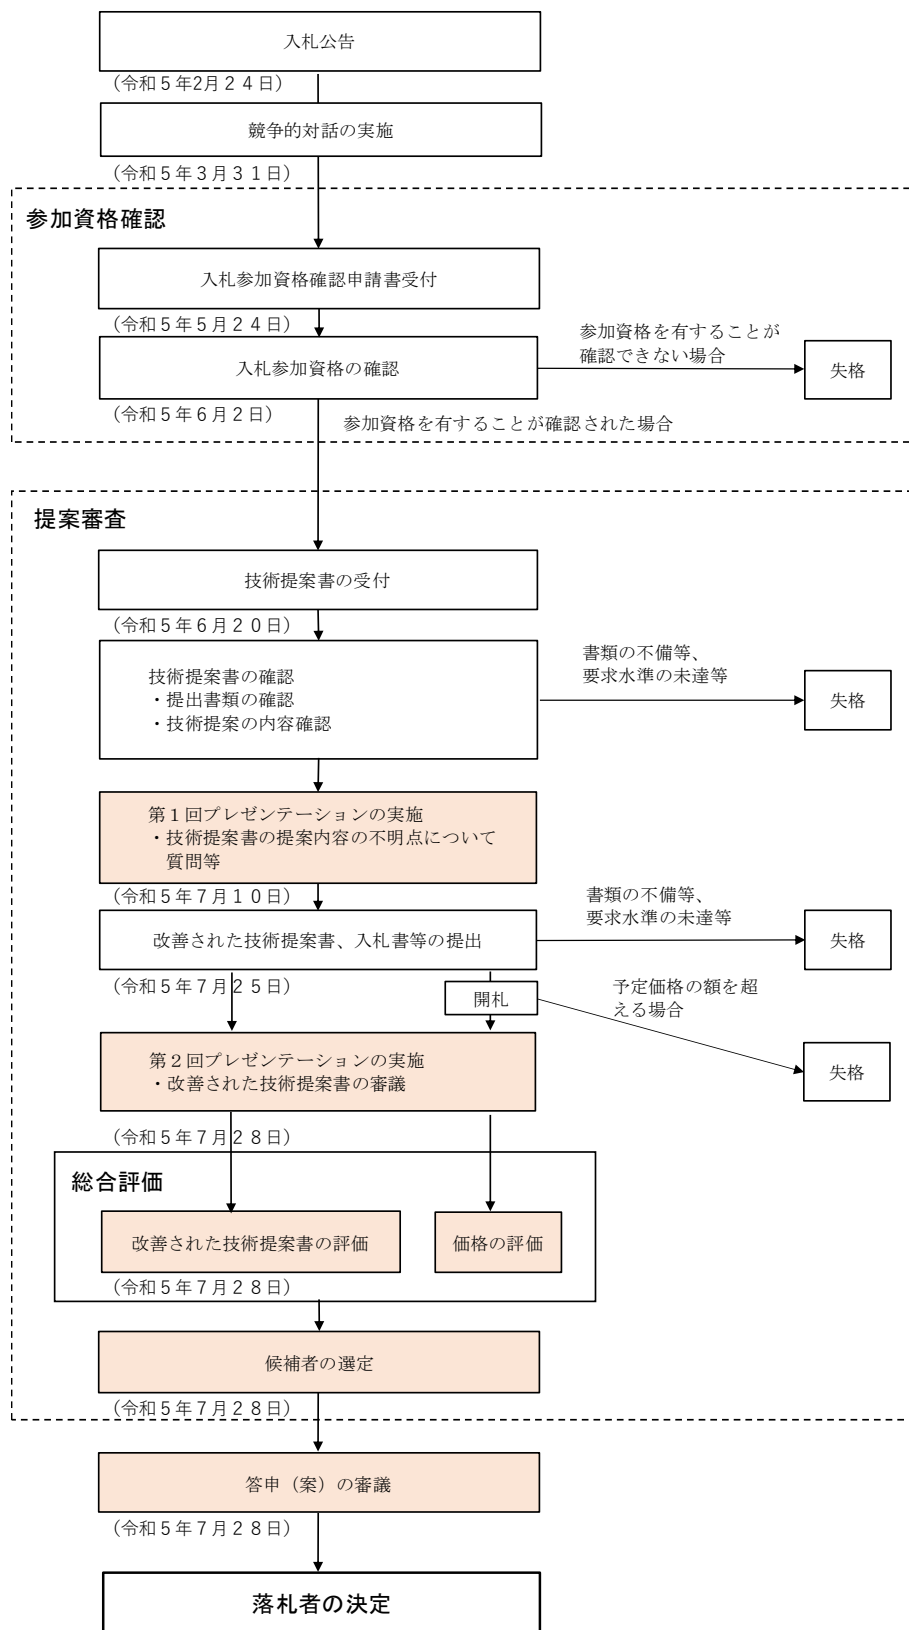 入札公告
(令和５年2月２４日)
競争的対話の実施
(令和５年３月３１日)
参加資格確認
入札参加資格確認申請書受付
(令和５年５月２４日)
参加資格を有することが
確認できない場合
入札参加資格の確認
失格
(令和５年６月２日)
参加資格を有することが確認された場合
提案審査
技術提案書の受付
(令和５年６月２０日)
技術提案書の確認
・提出書類の確認
・技術提案の内容確認
書類の不備等、
要求水準の未達等
失格
第１回プレゼンテーションの実施
・技術提案書の提案内容の不明点について
質問等
(令和５年７月１０日)
書類の不備等、
要求水準の未達等
改善された技術提案書、入札書等の提出
失格
(令和５年７月２５日)
開札
予定価格の額を超
える場合
第２回プレゼンテーションの実施
・改善された技術提案書の審議
失格
(令和５年７月２８日)
総合評価
改善された技術提案書の評価
価格の評価
(令和５年７月２８日)
候補者の選定
(令和５年７月２８日)
答申（案）の審議
(令和５年７月２８日)
落札者の決定